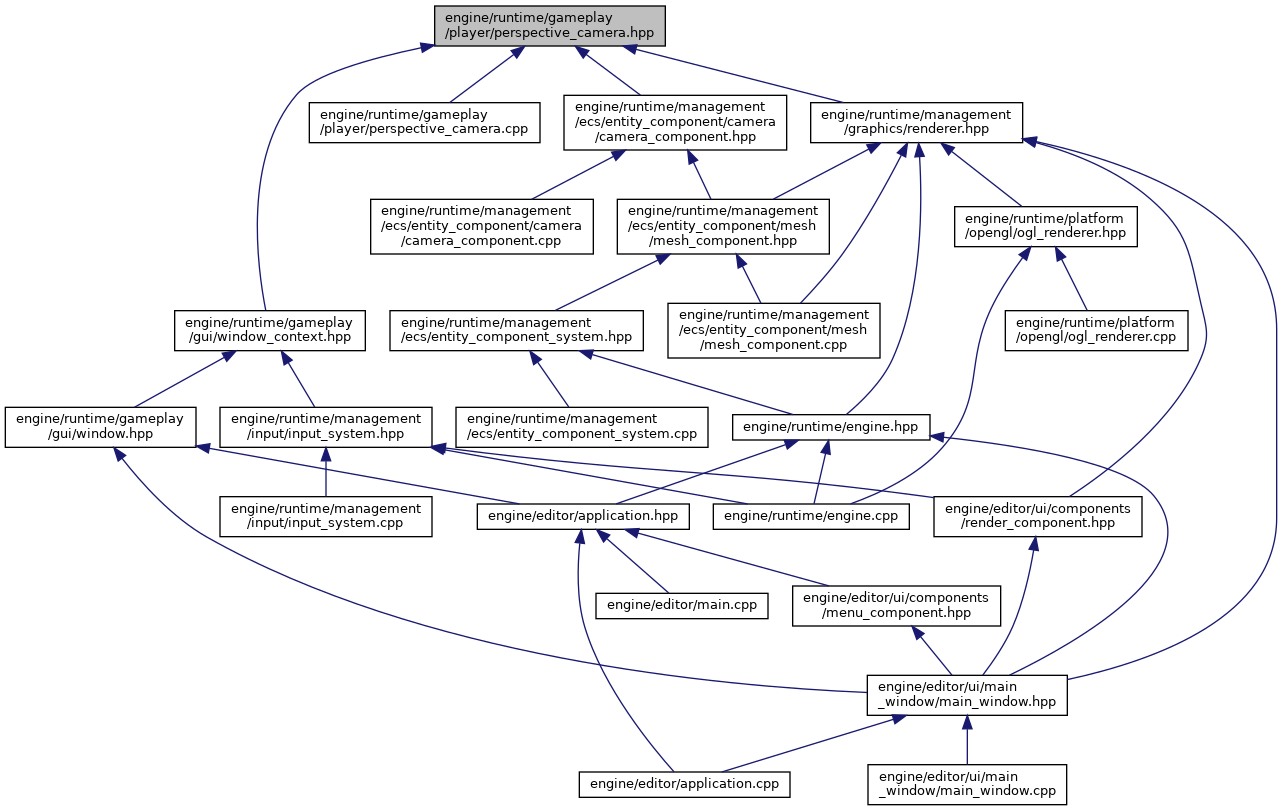 engine/runtime/gameplay
/player/perspective_camera.hpp
engine/runtime/gameplay
/player/perspective_camera.cpp
engine/runtime/management
/ecs/entity_component/camera
/camera_component.hpp
engine/runtime/management
/graphics/renderer.hpp
engine/runtime/management
/ecs/entity_component/camera
/camera_component.cpp
engine/runtime/management
/ecs/entity_component/mesh
/mesh_component.hpp
engine/runtime/platform
/opengl/ogl_renderer.hpp
engine/runtime/gameplay
/gui/window_context.hpp
engine/runtime/management
/ecs/entity_component_system.hpp
engine/runtime/management
/ecs/entity_component/mesh
/mesh_component.cpp
engine/runtime/platform
/opengl/ogl_renderer.cpp
engine/runtime/gameplay
/gui/window.hpp
engine/runtime/management
/input/input_system.hpp
engine/runtime/management
/ecs/entity_component_system.cpp
engine/runtime/engine.hpp
engine/runtime/management
/input/input_system.cpp
engine/editor/application.hpp
engine/runtime/engine.cpp
engine/editor/ui/components
/render_component.hpp
engine/editor/main.cpp
engine/editor/ui/components
/menu_component.hpp
engine/editor/ui/main
_window/main_window.hpp
engine/editor/application.cpp
engine/editor/ui/main
_window/main_window.cpp